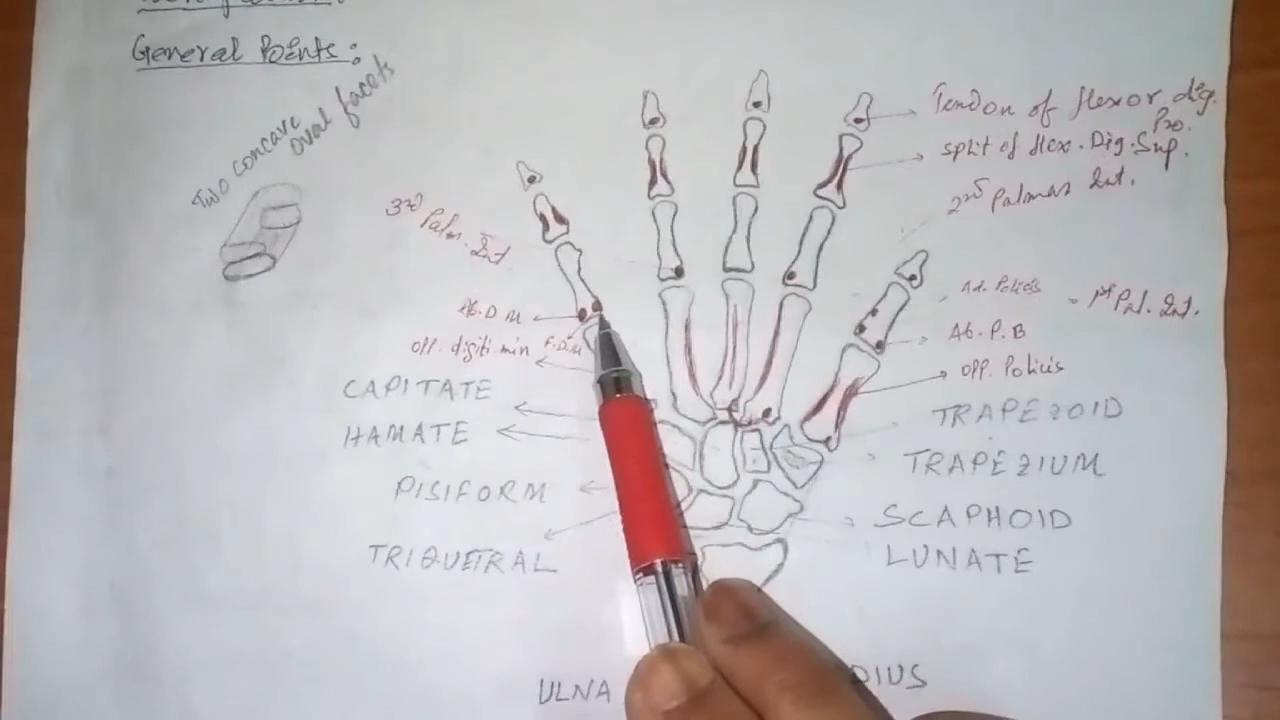 General Points:
Two concave
oval facets
Tendon of flexor dig.
Pro.
split of flex. Dig. Sup.
2nd Palmar Int.
3rd Palm. Int
Ab. D M
F.D.M
opp. digiti. min
CAPITATE
HAMATE
PISIFORM
TRIQUETRAL
Ad. Policis
1st Pal. Int.
Ab. P. B
opp. Policis
TRAPEZOID
TRAPEZIUM
SCAPHOID
LUNATE
ULNA
DIUS